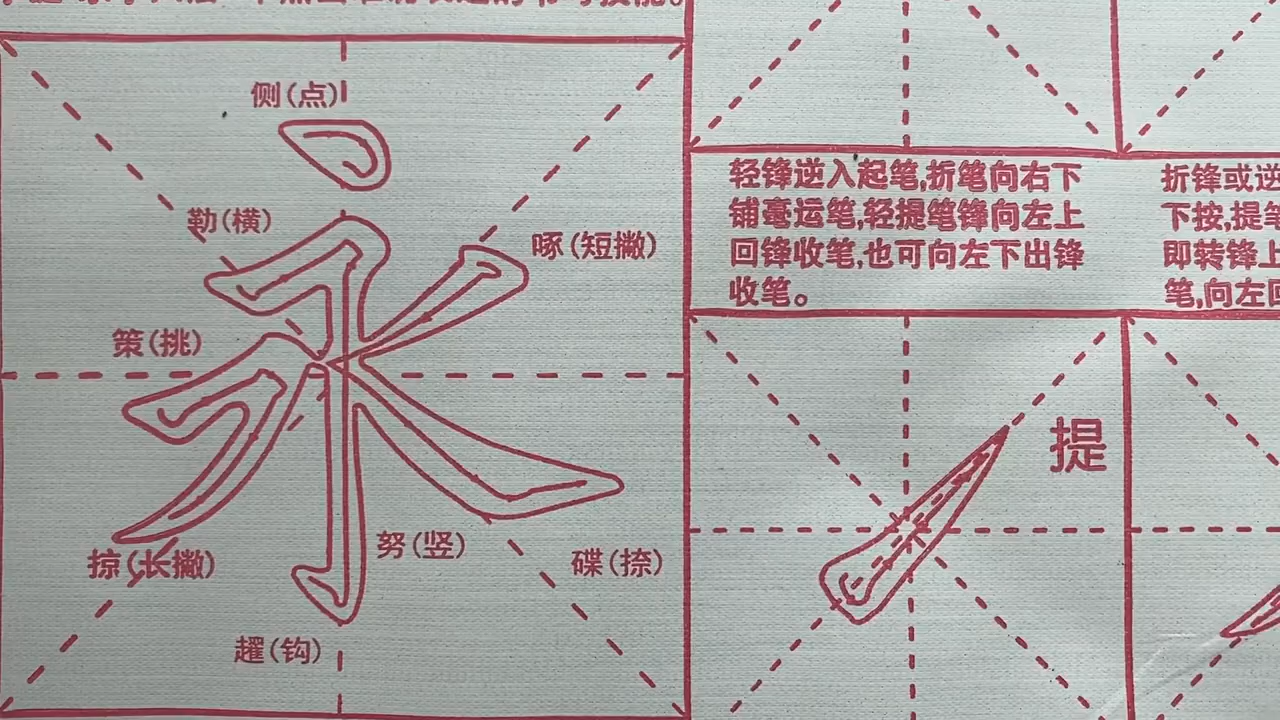 侧(点)
勒(横)
啄(短撇)
策(挑)
掠(长撇)
努(竖)
碟(捺)
趯(钩)
轻锋逆入起笔,折笔向右下
铺毫运笔,轻提笔锋向左上
回锋收笔,也可向左下出锋
收笔。
折锋或逆
下按,提笔
即转锋上
笔,向左回
提